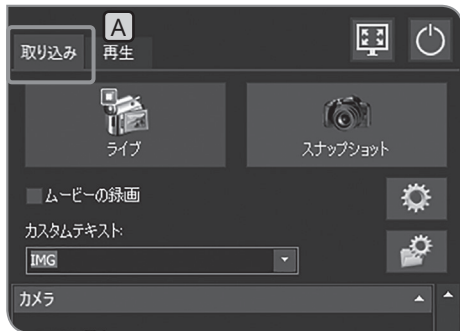 A
取り込み 再生
ライブ スナップショット
ムービーの録画
カスタムテキスト:
IMG
カメラ